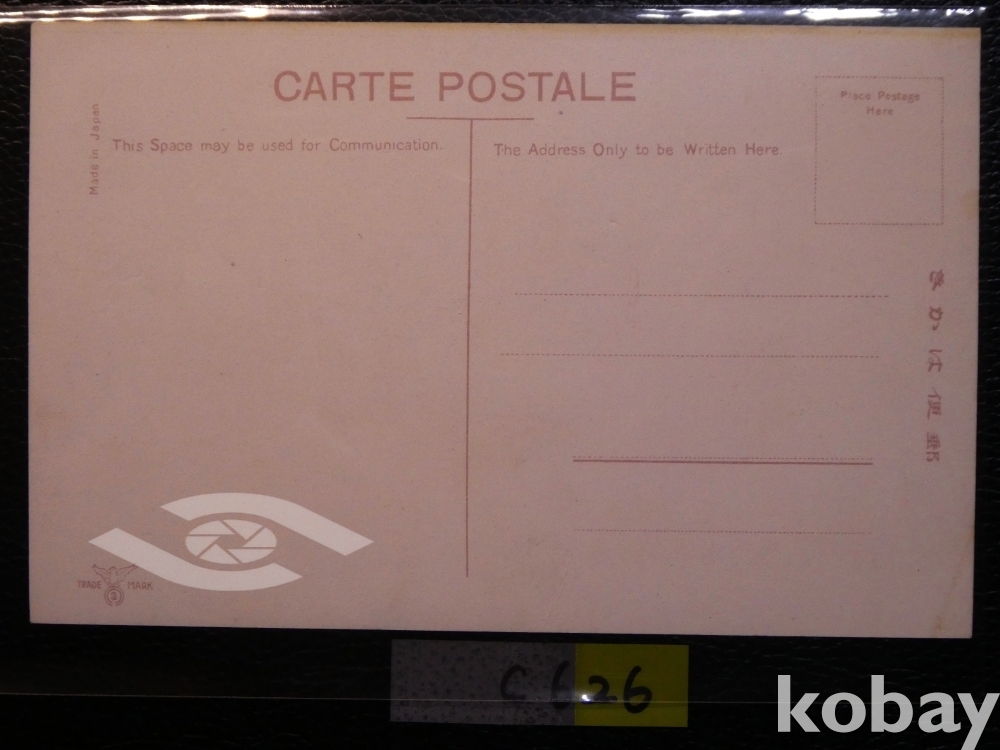 CARTE POSTALE
Made in Japan
This Space may be used for Communication.
The Address Only to be Written Here.
Place Postage
Here
きかは便郵
TRADE MARK
C626
kobay